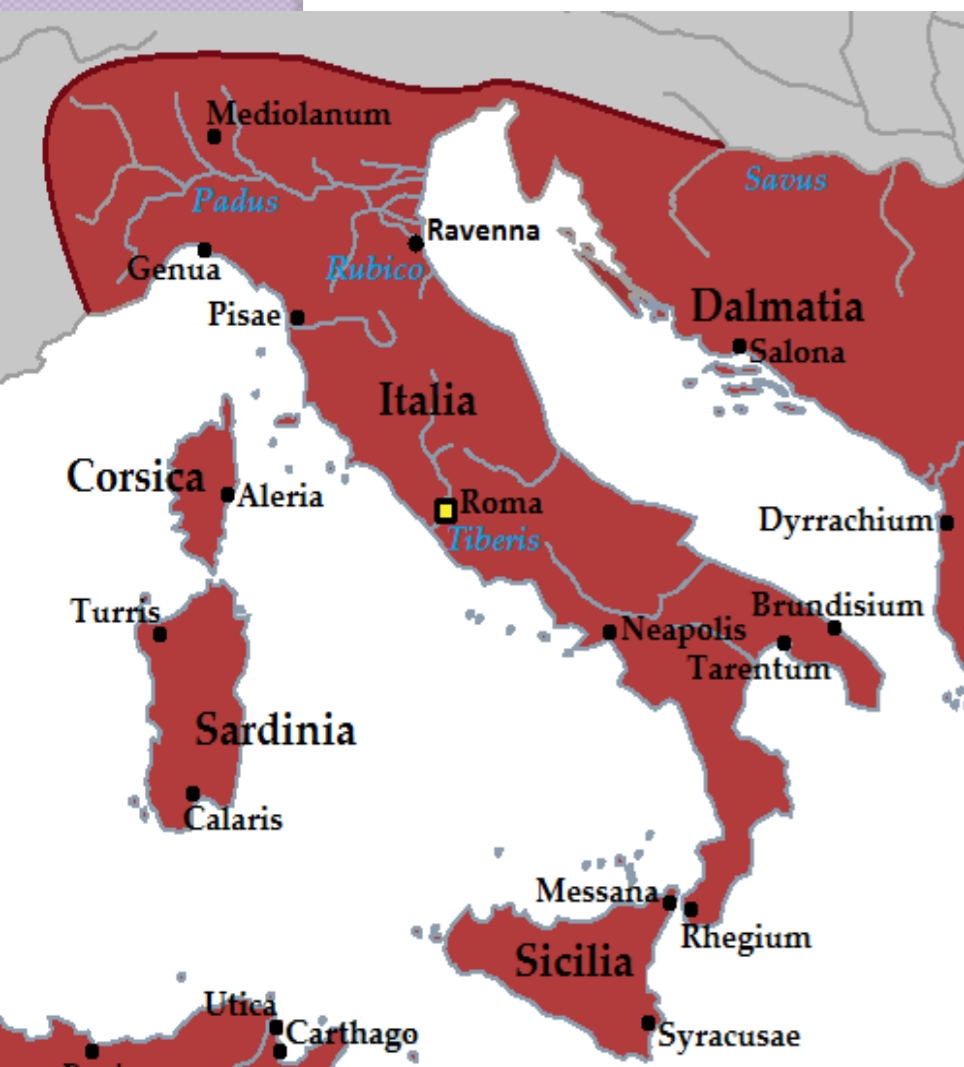 Mediolanum
Savus
Padus
Ravenna
Genua
Rubico
Dalmatia
Pisae
Salona
Italia
Corsica
Aleria
Roma
Dyrrachium
Tiberis
Turris
Brundisium
Neapolis
Tarentum
Sardinia
Calaris
Messana
Rhegium
Sicilia
Utica
Carthago
Syracusae